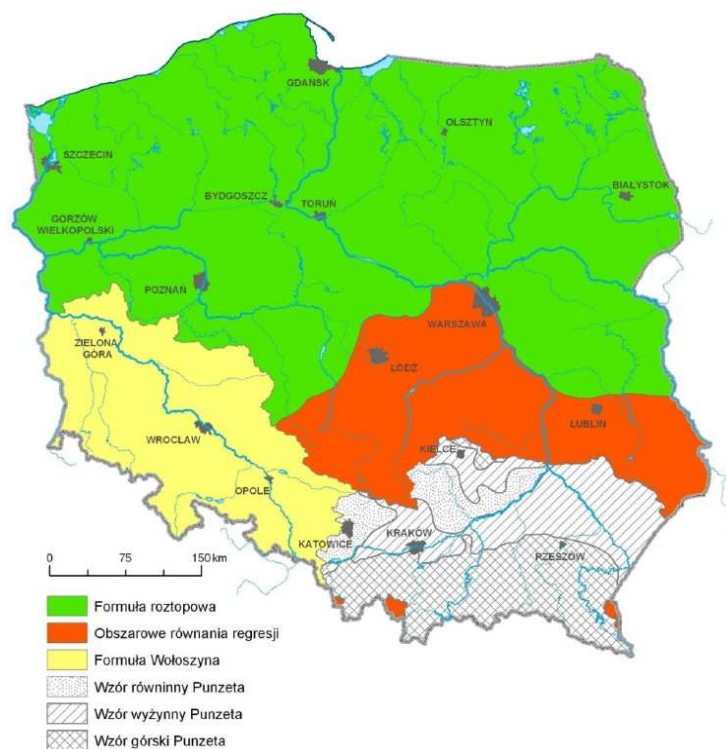 GDAŃSK
OLSZTYN
SZCZECIN
BIAŁYSTOK
BYDGOSZCZ
TORUŃ
GORZÓW
WIELKOPOLSKI
POZNAŃ
WARSZAWA
ZIELONA
GÓRA
ŁÓDŹ
LUBLIN
WROCŁAW
KIELCE
OPOLE
KATOWICE
KRAKÓW
RZESZÓW
0 75 150 km
Formuła roztopowa
Obszarowe równania regresji
Formuła Wołoszyna
Wzór równinny Punzeta
Wzór wyżynny Punzeta
Wzór górski Punzeta